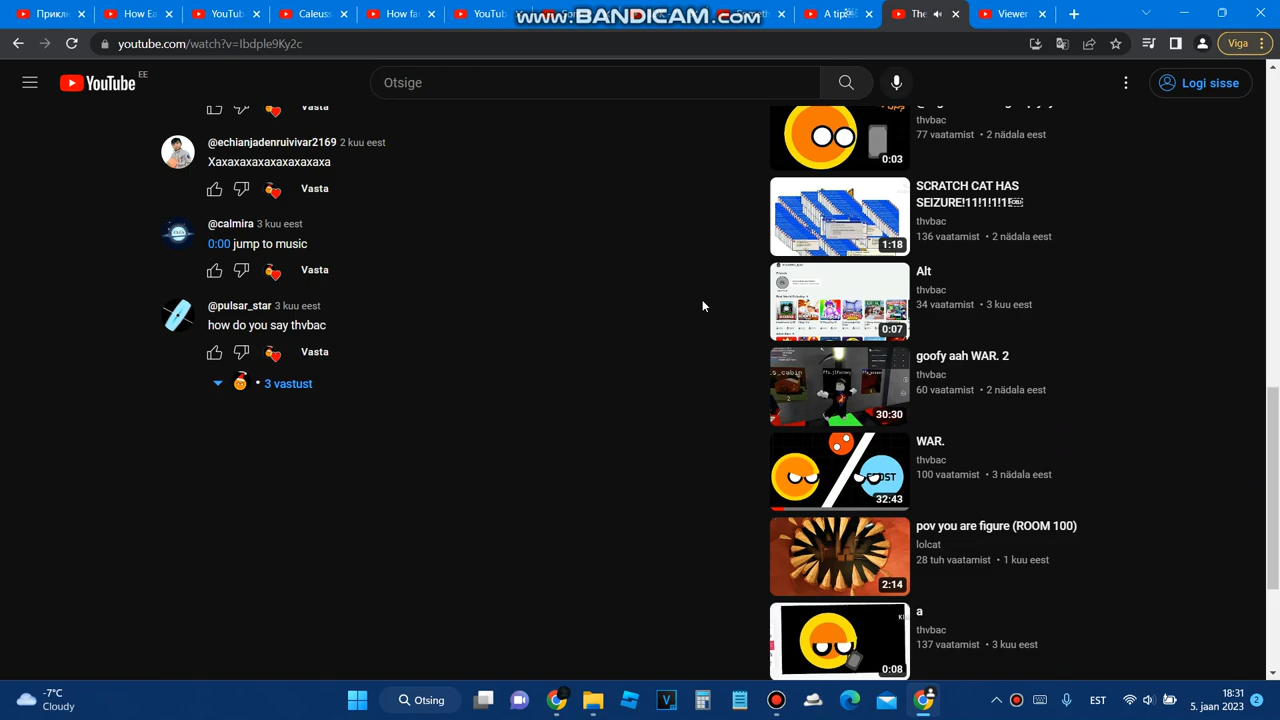 Прикл
How Ea
YouTub
Caleuss
How fa
YouTub
www.BANDICAM.com
A tip
The
Viewer
youtube.com/watch?v=Ibdple9Ky2c
Viga
YouTube EE
Otsige
Logi sisse
Vasta
@echianjadenruivivar2169 2 kuu eest
Xaxaxaxaxaxaxaxaxaxa
Vasta
@calmira 3 kuu eest
0:00 jump to music
Vasta
@pulsar_star 3 kuu eest
how do you say thvbacc
Vasta
• 3 vastust
thvbac
77 vaatamist • 2 nädala eest
0:03
SCRATCH CAT HAS
SEIZURE!11!1!1!1
thvbac
136 vaatamist • 2 nädala eest
1:18
Alt
thvbac
34 vaatamist • 3 kuu eest
0:07
goofy aah WAR. 2
thvbac
60 vaatamist • 2 nädala eest
30:30
WAR.
thvbac
100 vaatamist • 3 nädala eest
32:43
pov you are figure (ROOM 100)
lolcat
28 tuh vaatamist • 1 kuu eest
2:14
a
thvbac
137 vaatamist • 3 kuu eest
0:08
-7°C
Cloudy
Otsing
EST
18:31
5. jaan 2023
2